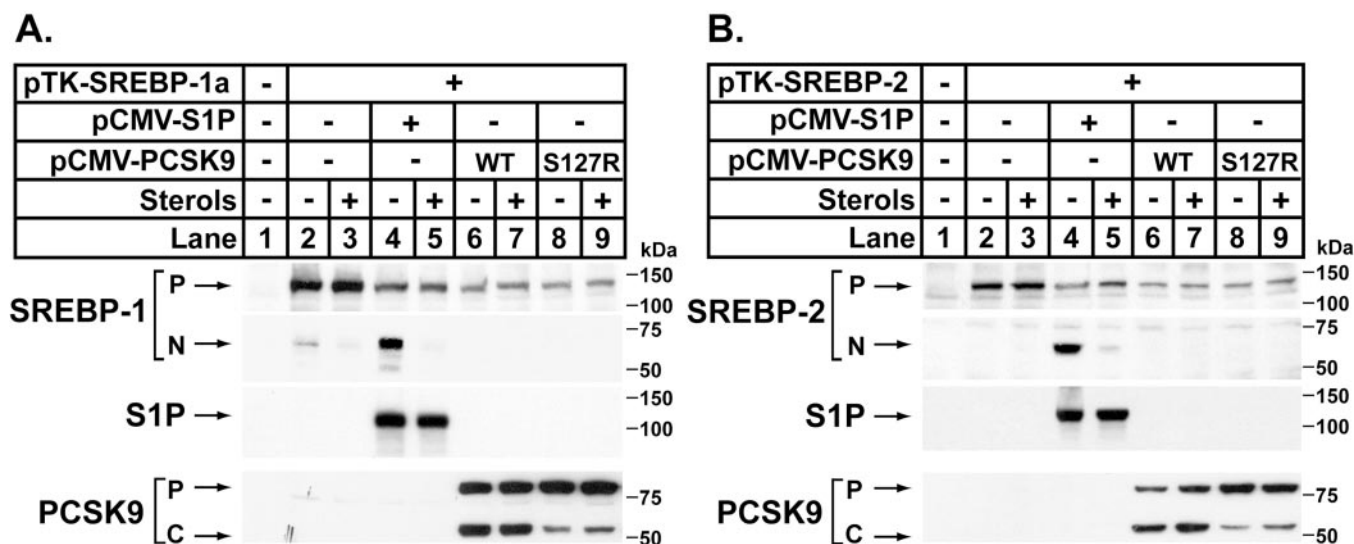 A.
pTK-SREBP-1a - +
pCMV-S1P - - + - -
pCMV-PCSK9 - - - WT S127R
Sterols - - + - + - + - +
Lane 1 2 3 4 5 6 7 8 9
kDa
SREBP-1
P
150
100
N
75
50
S1P
150
100
PCSK9
P
75
C
50
B.
pTK-SREBP-2 - +
pCMV-S1P - - + - -
pCMV-PCSK9 - - - WT S127R
Sterols - - + - + - + - +
Lane 1 2 3 4 5 6 7 8 9
kDa
SREBP-2
P
150
100
N
75
50
S1P
150
100
PCSK9
P
75
C
50